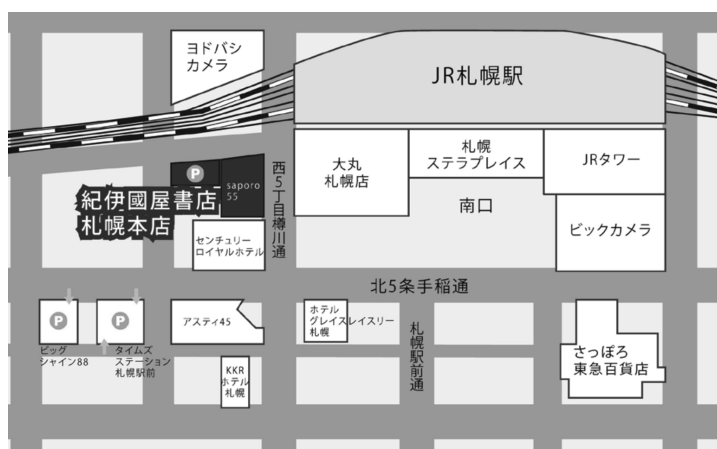 ヨドバシ
カメラ
JR札幌駅
大丸
札幌店
札幌
ステラプレイス
JRタワー
P
saporo
55
紀伊國屋書店
札幌本店
西5丁目樽川通
南口
ビックカメラ
センチュリー
ロイヤルホテル
北5条手稲通
P
P
アスティ45
ホテル
グレイスレイスリー
札幌
札幌駅前通
さっぽろ
東急百貨店
ビッグ
シャイン88
タイムズ
ステーション
札幌駅前
KKR
ホテル
札幌